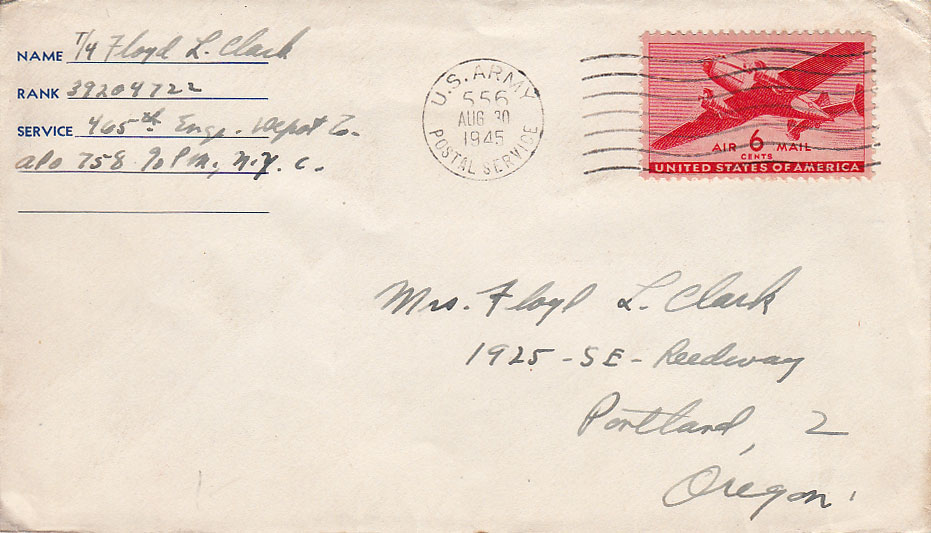 NAME T/4 Floyd L. Clark
RANK 39204722
SERVICE 465th Engr. Depot Co.
APO 758 % P.M., N.Y.C.
U.S. ARMY
556
AUG 30
1945
POSTAL SERVICE
AIR 6 MAIL
CENTS
UNITED STATES OF AMERICA
Mrs. Floyd L. Clark
1925-SE-Reedway
Portland, 2
Oregon.